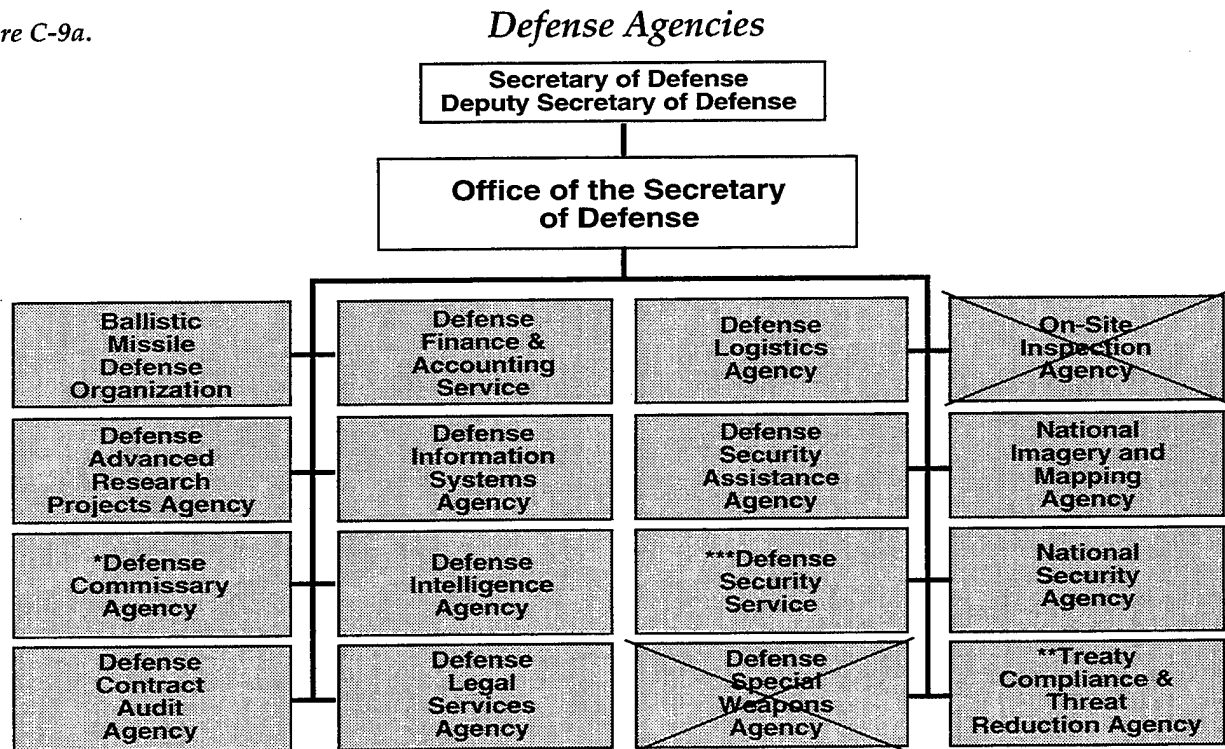 re C-9a.
Defense Agencies
Secretary of Defense
Deputy Secretary of Defense
Office of the Secretary
of Defense
Ballistic
Missile
Defense
Organization
Defense
Finance &
Accounting
Service
Defense
Logistics
Agency
On-Site
Inspection
Agency
Defense
Advanced
Research
Projects Agency
Defense
Information
Systems
Agency
Defense
Security
Assistance
Agency
National
Imagery and
Mapping
Agency
*Defense
Commissary
Agency
Defense
Intelligence
Agency
***Defense
Security
Service
National
Security
Agency
Defense
Contract
Audit
Agency
Defense
Legal
Services
Agency
Defense
Special
Weapons
Agency
**Treaty
Compliance &
Threat
Reduction Agency